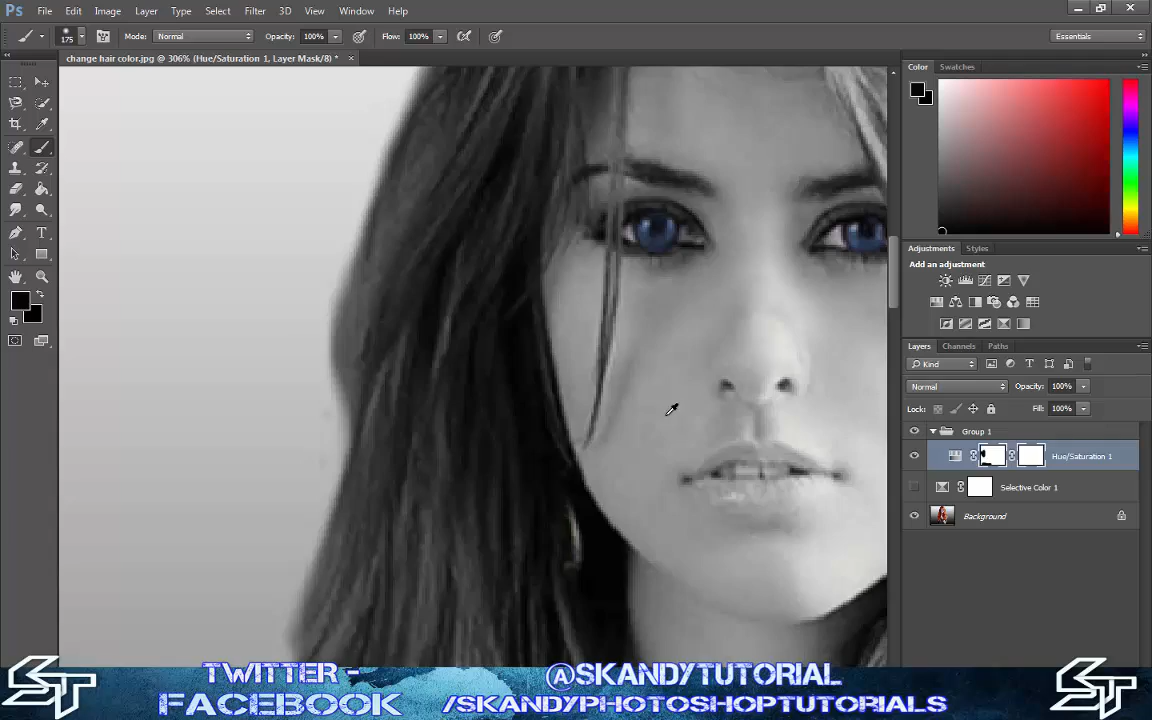 Ps File Edit Image Layer Type Select Filter 3D View Window Help
175 Mode: Normal Opacity: 100% Flow: 100% Essentials
change hair color.jpg @ 306% (Hue/Saturation 1, Layer Mask/8) * ×
Color Swatches
Adjustments Styles
Add an adjustment
Layers Channels Paths
Kind
Normal Opacity: 100%
Lock: Fill: 100%
Group 1
Hue/Saturation 1
Selective Color 1
Background
TWITTER - @SKANDYTUTORIAL
FACEBOOK /SKANDYPHOTOSHOPTUTORIALS
ST ST